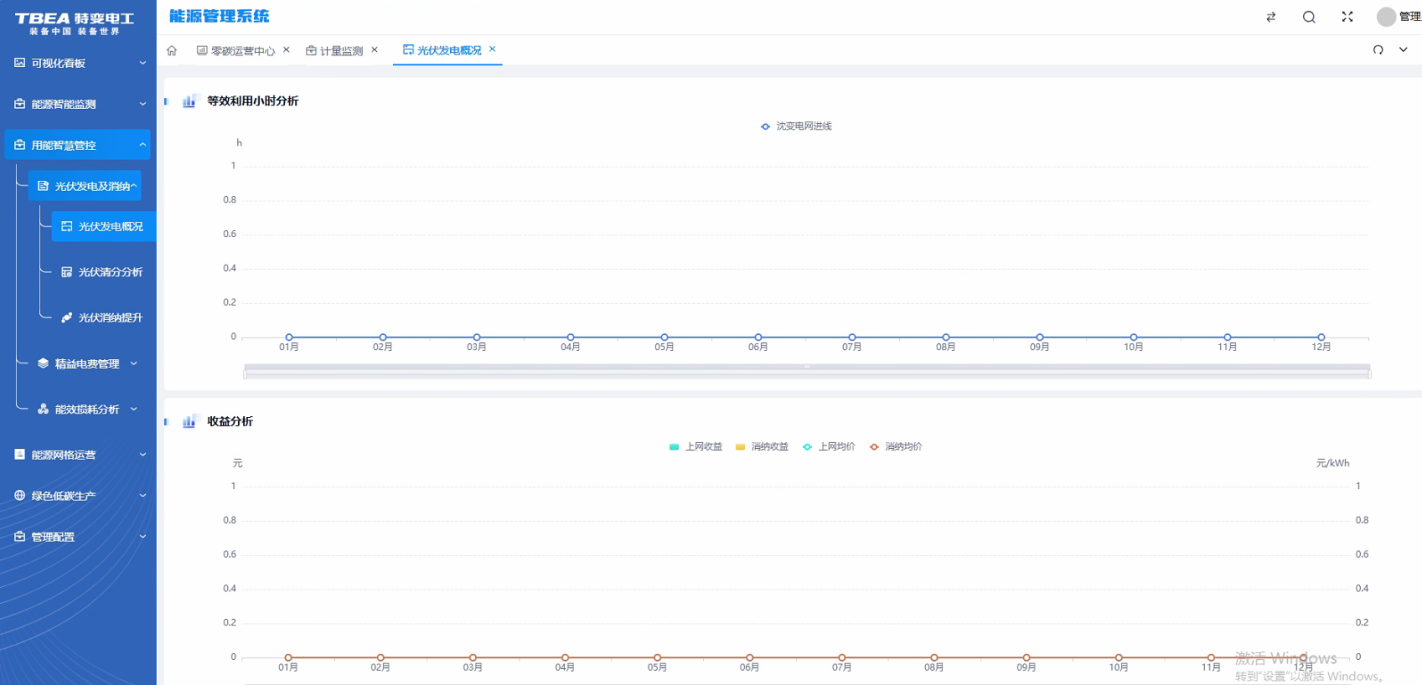 TBEA 特变电工
装备中国 装备世界
能源管理系统
管理
零碳运营中心
计量监测
光伏发电概况
可视化看板
能源智能监测
用能智慧管控
光伏发电及消纳
光伏发电概况
光伏清分分析
光伏消纳提升
精益电费管理
能效损耗分析
能源网格运营
绿色低碳生产
管理配置
等效利用小时分析
沈变电网进线
h
1
0.8
0.6
0.4
0.2
0
01月 02月 03月 04月 05月 06月 07月 08月 09月 10月 11月 12月
收益分析
上网收益 消纳收益 上网均价 消纳均价
元 元/kWh
1 1
0.8 0.8
0.6 0.6
0.4 0.4
0.2 0.2
0 0
01月 02月 03月 04月 05月 06月 07月 08月 09月 10月 11月 12月
激活 Windows
转到"设置"以激活 Windows。